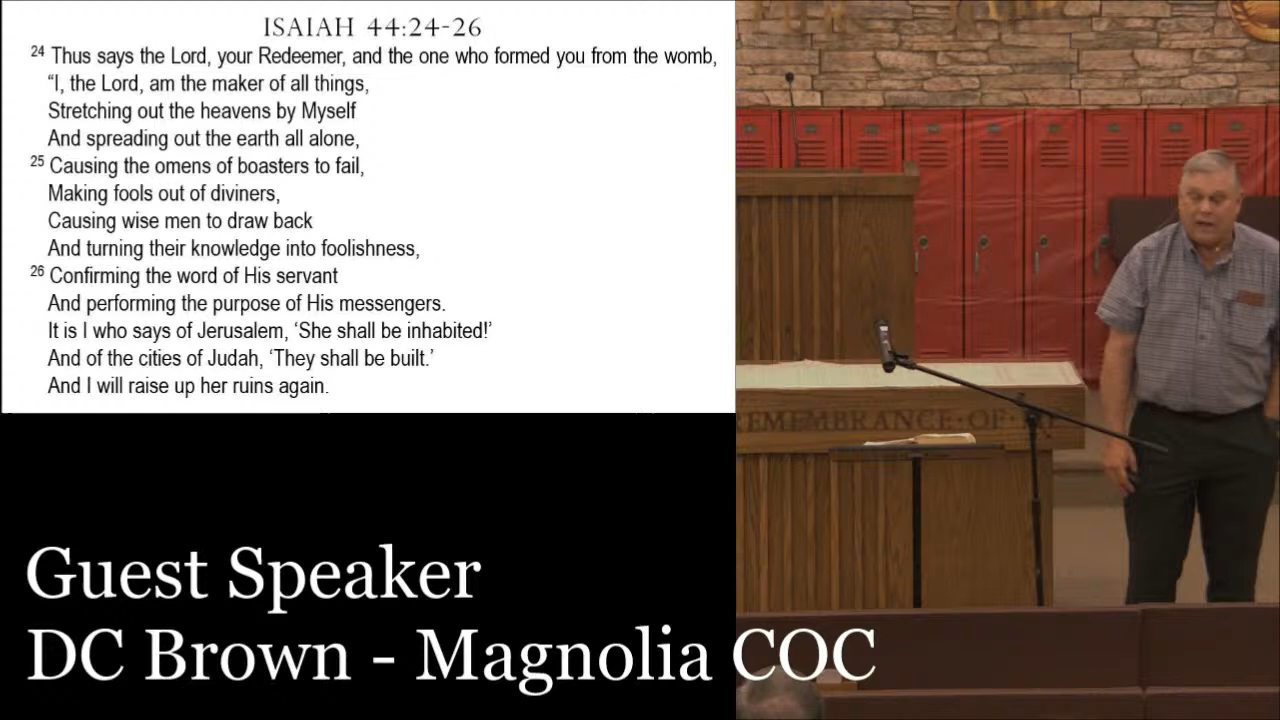 ISAIAH 44:24-26
24 Thus says the Lord, your Redeemer, and the one who formed you from the womb,
“I, the Lord, am the maker of all things,
Stretching out the heavens by Myself
And spreading out the earth all alone,
25 Causing the omens of boasters to fail,
Making fools out of diviners,
Causing wise men to draw back
And turning their knowledge into foolishness,
26 Confirming the word of His servant
And performing the purpose of His messengers.
It is I who says of Jerusalem, ‘She shall be inhabited!’
And of the cities of Judah, ‘They shall be built.’
And I will raise up her ruins again.
REMEMBRANCE·OF·
Guest Speaker
DC Brown - Magnolia COC